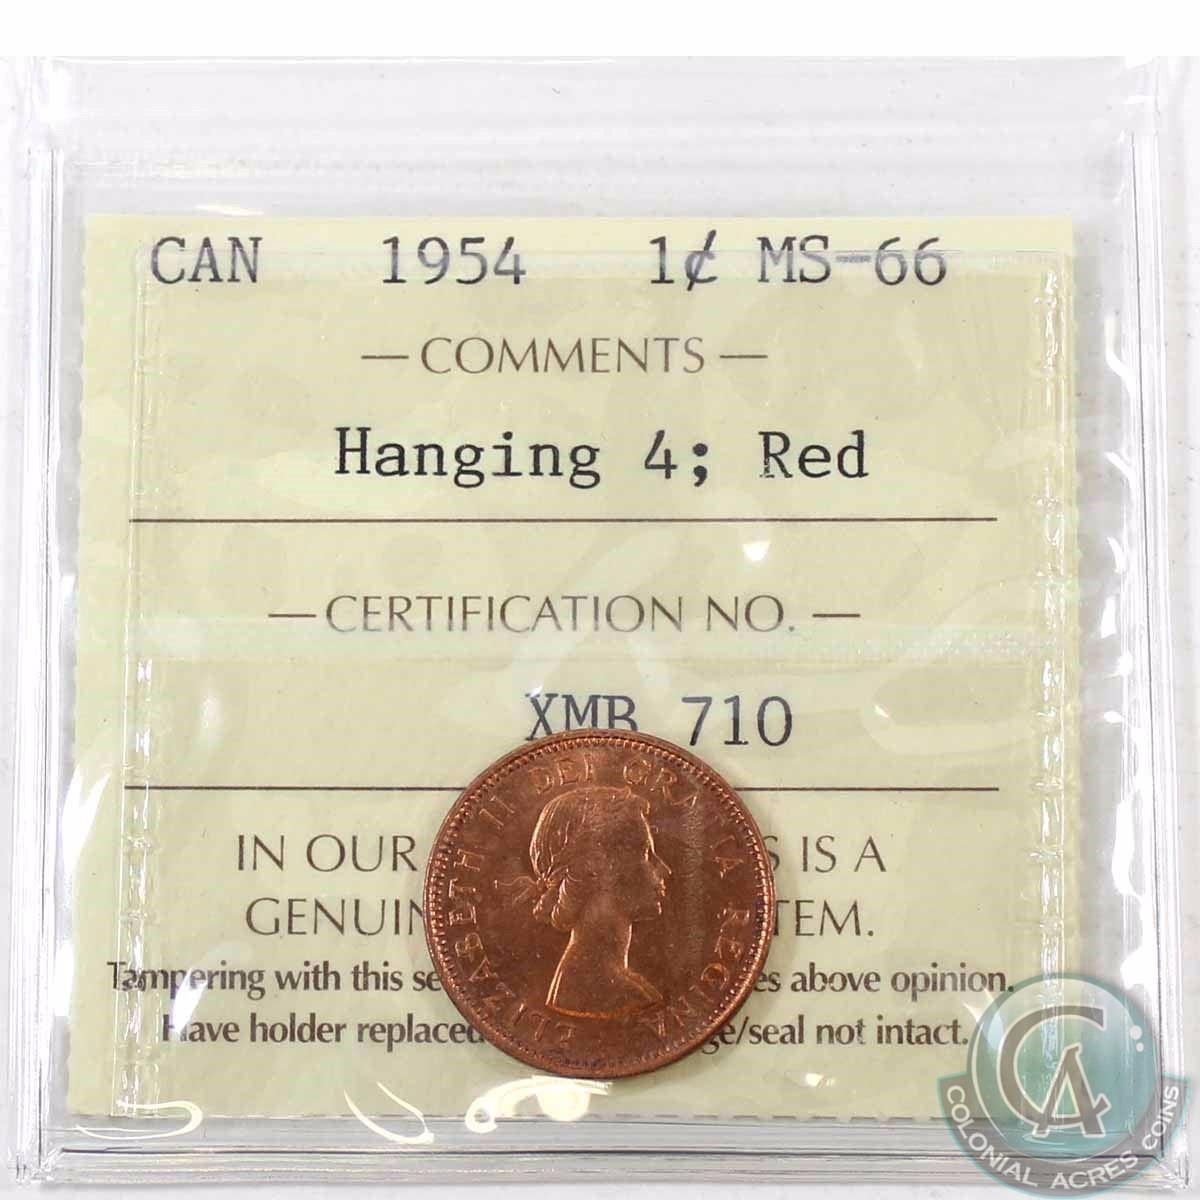 CAN 1954 1¢ MS-66
— COMMENTS —
Hanging 4; Red
— CERTIFICATION NO. —
XMB 710
IN OUR S IS A
GENUIN TEM.
Tampering with this se es above opinion.
Have holder replaced ge/seal not intact.
ELIZABETH II DEI GRATIA REGINA
CA
COLONIAL ACRES COINS